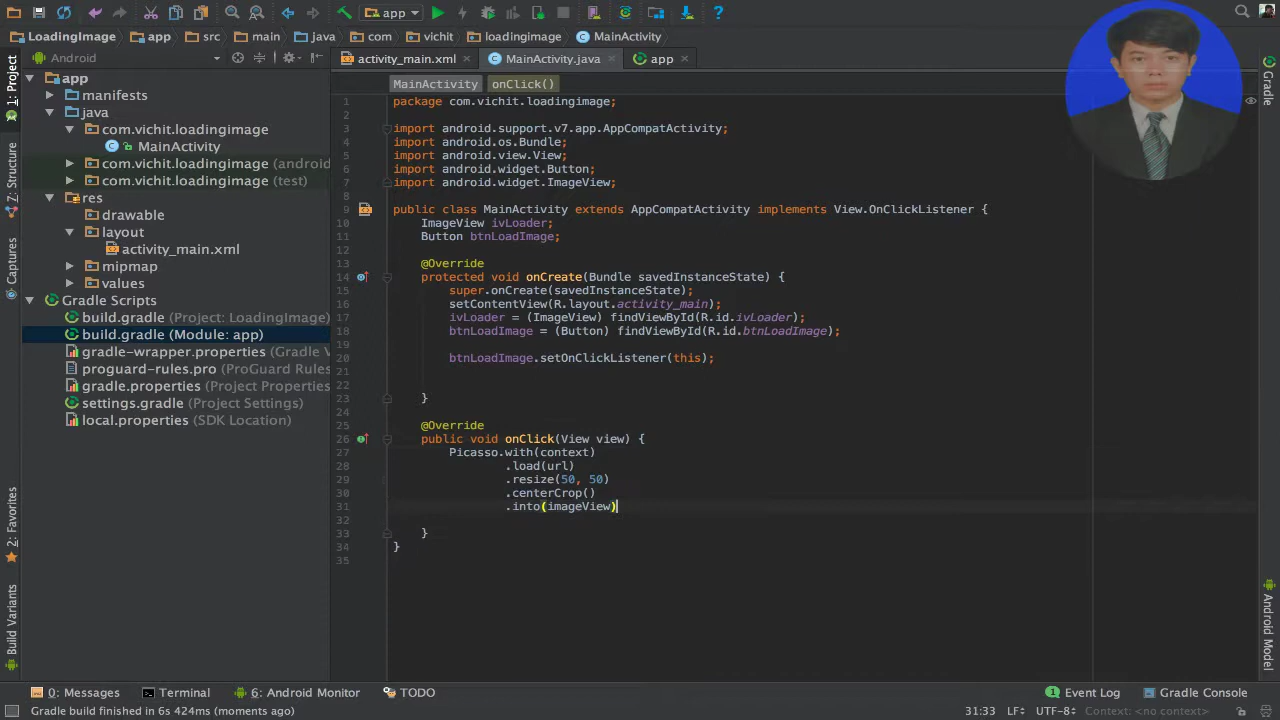 app
LoadingImage app src main java com vichit loadingimage MainActivity
1: Project
Z: Structure
Captures
2: Favorites
Build Variants
Android
app
manifests
java
com.vichit.loadingimage
MainActivity
com.vichit.loadingimage (android
com.vichit.loadingimage (test)
res
drawable
layout
activity_main.xml
mipmap
values
Gradle Scripts
build.gradle (Project: LoadingImage)
build.gradle (Module: app)
gradle-wrapper.properties (Gradle V
proguard-rules.pro (ProGuard Rules
gradle.properties (Project Properties
settings.gradle (Project Settings)
local.properties (SDK Location)
activity_main.xml MainActivity.java app
MainActivity onClick()
1 package com.vichit.loadingimage;
2
3 import android.support.v7.app.AppCompatActivity;
4 import android.os.Bundle;
5 import android.view.View;
6 import android.widget.Button;
7 import android.widget.ImageView;
8
9 public class MainActivity extends AppCompatActivity implements View.OnClickListener {
10 ImageView ivLoader;
11 Button btnLoadImage;
12
13 @Override
14 protected void onCreate(Bundle savedInstanceState) {
15 super.onCreate(savedInstanceState);
16 setContentView(R.layout.activity_main);
17 ivLoader = (ImageView) findViewById(R.id.ivLoader);
18 btnLoadImage = (Button) findViewById(R.id.btnLoadImage);
19
20 btnLoadImage.setOnClickListener(this);
21
22
23 }
24
25 @Override
26 public void onClick(View view) {
27 Picasso.with(context)
28 .load(url)
29 .resize(50, 50)
30 .centerCrop()
31 .into(imageView)
32
33 }
34 }
35
Gradle
Android Model
0: Messages Terminal 6: Android Monitor TODO 1 Event Log Gradle Console
Gradle build finished in 6s 424ms (moments ago) 31:33 LF÷ UTF-8÷ Context: <no context>